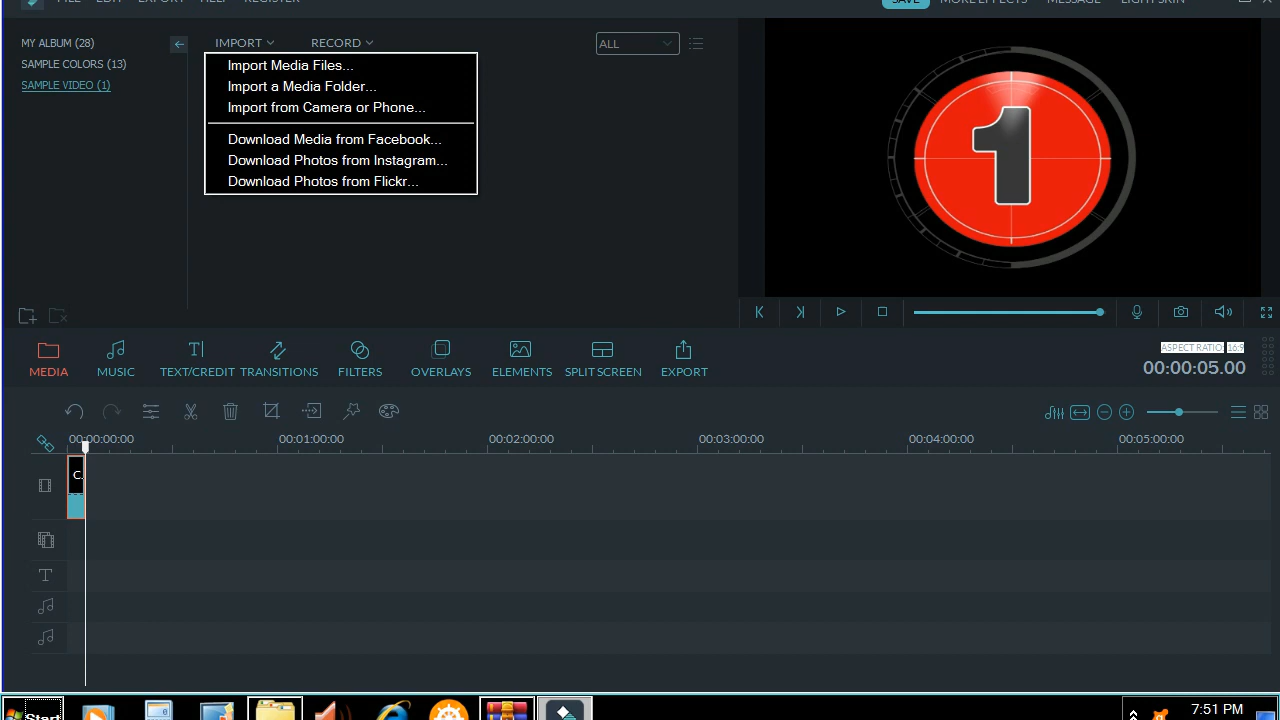 FILE EDIT EXPORT HELP REGISTER
SAVE MORE EFFECTS MESSAGE LIGHT SKIN
MY ALBUM (28)
SAMPLE COLORS (13)
SAMPLE VIDEO (1)
IMPORT RECORD ALL
Import Media Files...
Import a Media Folder...
Import from Camera or Phone...
Download Media from Facebook...
Download Photos from Instagram...
Download Photos from Flickr...
1
MEDIA MUSIC TEXT/CREDIT TRANSITIONS FILTERS OVERLAYS ELEMENTS SPLIT SCREEN EXPORT
ASPECT RATIO: 16:9
00:00:05.00
00:00:00:00 00:01:00:00 00:02:00:00 00:03:00:00 00:04:00:00 00:05:00:00
C.
T
Start
7:51 PM